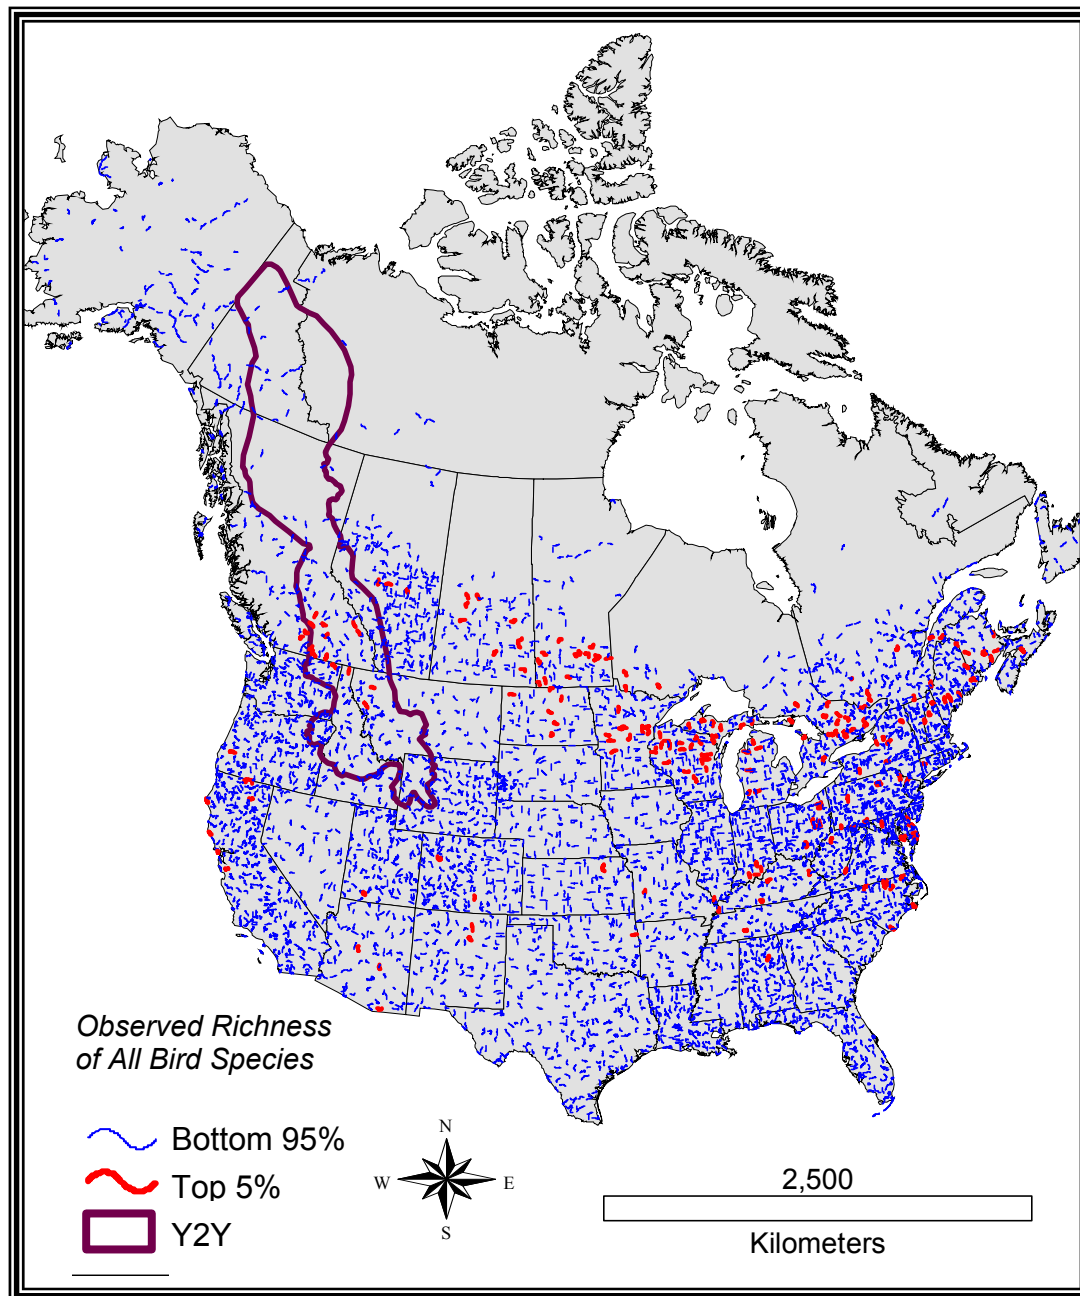 Observed Richness
of All Bird Species
Bottom 95%
Top 5%
Y2Y
N
W
E
S
2,500
Kilometers